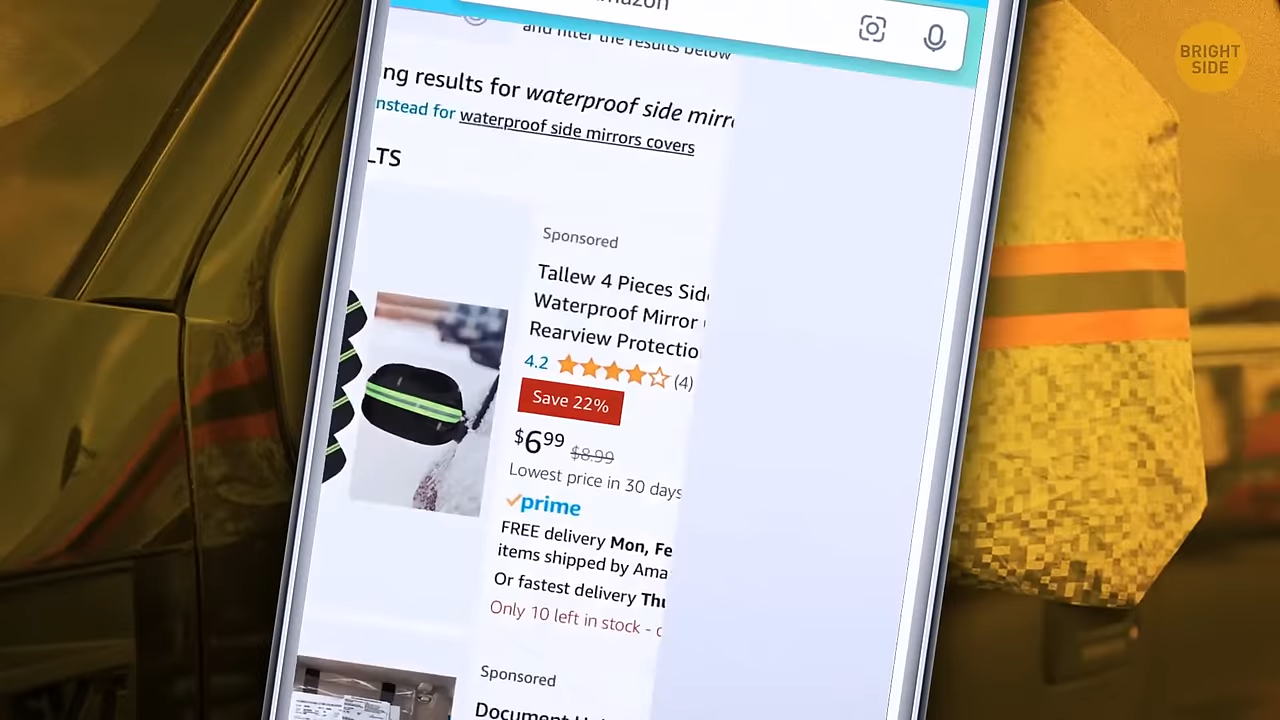 BRIGHT
SIDE
and filter the results below
ng results for waterproof side mirr
nstead for waterproof side mirrors covers
LTS
Sponsored
Tallew 4 Pieces Sid
Waterproof Mirror
Rearview Protectio
4.2 (4)
Save 22%
$6.99 $8.99
Lowest price in 30 days
prime
FREE delivery Mon, Fe
items shipped by Ama
Or fastest delivery Thu
Only 10 left in stock -
Sponsored